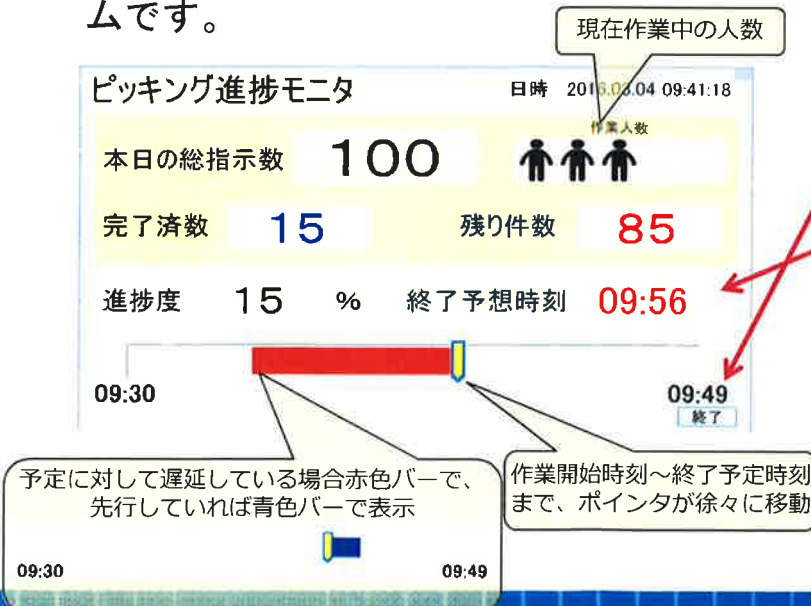 ムです。
現在作業中の人数
ピッキング進捗モニタ
日時 2016.03.04 09:41:18
作業人数
本日の総指示数 100
完了済数 15 残り件数 85
進捗度 15 % 終了予想時刻 09:56
09:30 09:49
終了
予定に対して遅延している場合赤色バーで、
先行していれば青色バーで表示
09:30 09:49
作業開始時刻～終了予定時刻
まで、ポインタが徐々に移動